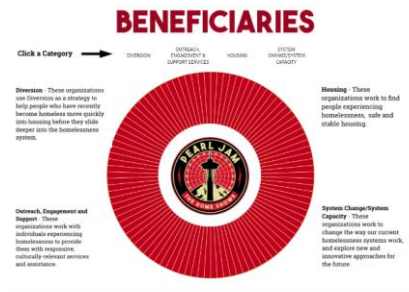 BENEFICIARIES
Click a Category
DIVERSION
OUTREACH,
ENGAGEMENT &
SUPPORT SERVICES
HOUSING
SYSTEM
CHANGE/SYSTEM
CAPACITY
Diversion - These organizations
use Diversion as a strategy to
help people who have recently
become homeless move quickly
into housing before they slide
deeper into the homelessness
system.
Housing - These
organizations work to find
people experiencing
homelessness, safe and
stable housing.
PEARL JAM
THE HOME SHOWS
Outreach, Engagement and
Support - These
organizations work with
individuals experiencing
homelessness to provide
them with responsive,
culturally-relevant services
and assistance.
System Change/System
Capacity - These
organizations work to
change the way our current
homelessness systems work,
and explore new and
innovative approaches for
the future.